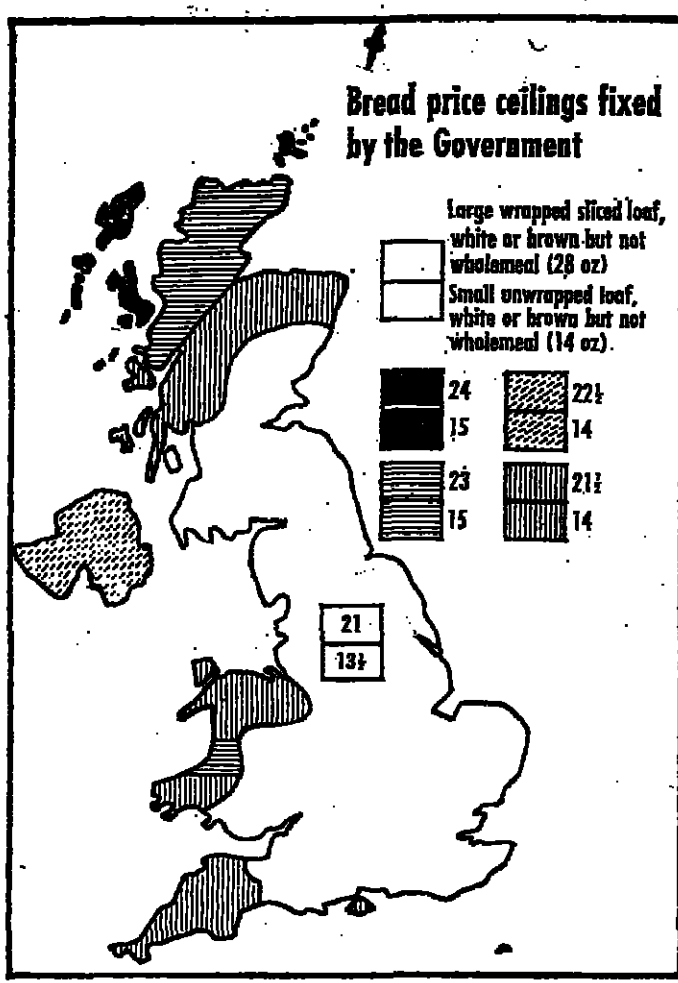 Bread price ceilings fixed
by the Government
Large wrapped sliced loaf,
white or brown but not
wholemeal (28 oz)
Small unwrapped loaf,
white or brown but not
wholemeal (14 oz).
24
15
22½
14
23
15
21½
14
21
13½